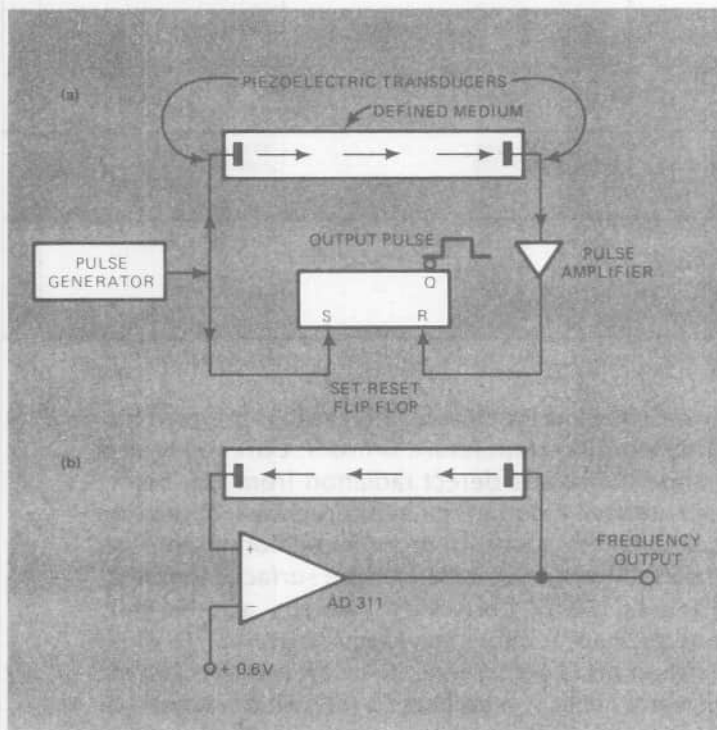 (a)
PIEZOELECTRIC TRANSDUCERS
DEFINED MEDIUM
PULSE
GENERATOR
OUTPUT PULSE
Q
S
R
PULSE
AMPLIFIER
SET RESET
FLIP FLOP
(b)
+
−
AD 311
FREQUENCY
OUTPUT
+ 0.6V